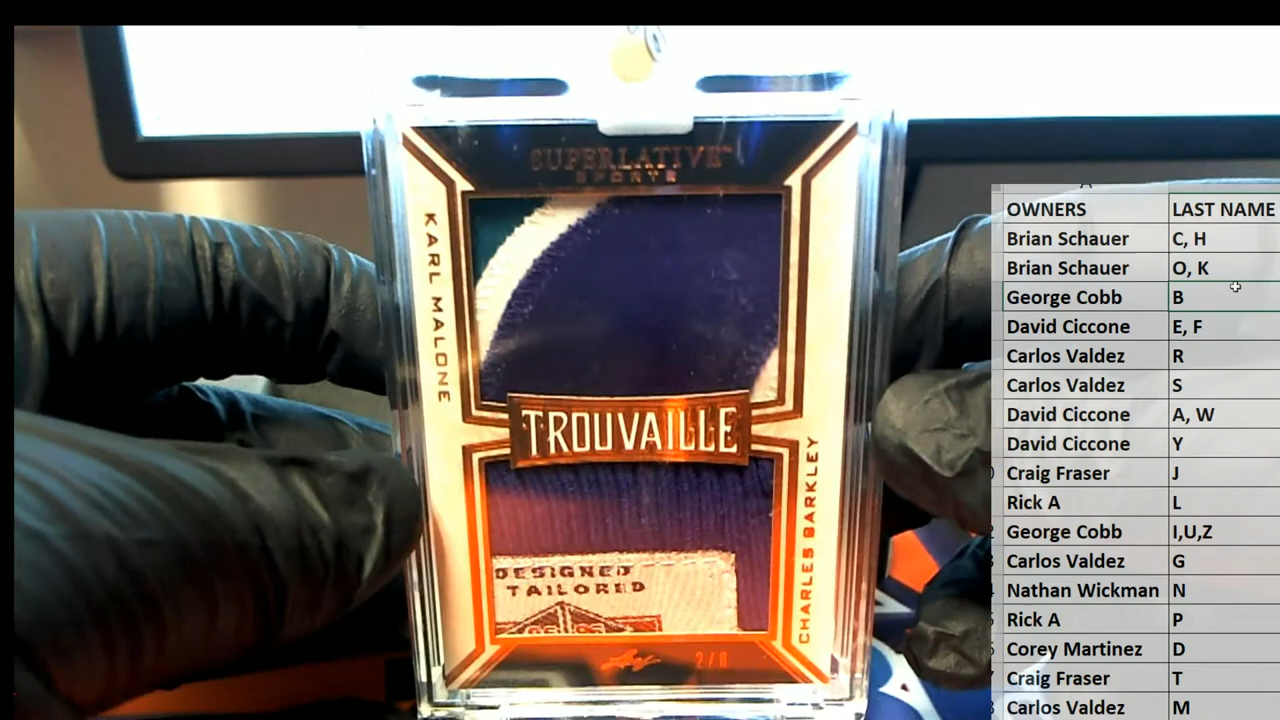 SUPERLATIVE™
SPORTS
KARL MALONE
TROUVAILLE
CHARLES BARKLEY
DESIGNED
TAILORED
Leaf 2/8
A
OWNERS LAST NAME
Brian Schauer C, H
Brian Schauer O, K
George Cobb B
David Ciccone E, F
Carlos Valdez R
Carlos Valdez S
David Ciccone A, W
David Ciccone Y
Craig Fraser J
Rick A L
George Cobb I,U,Z
Carlos Valdez G
Nathan Wickman N
Rick A P
Corey Martinez D
Craig Fraser T
Carlos Valdez M